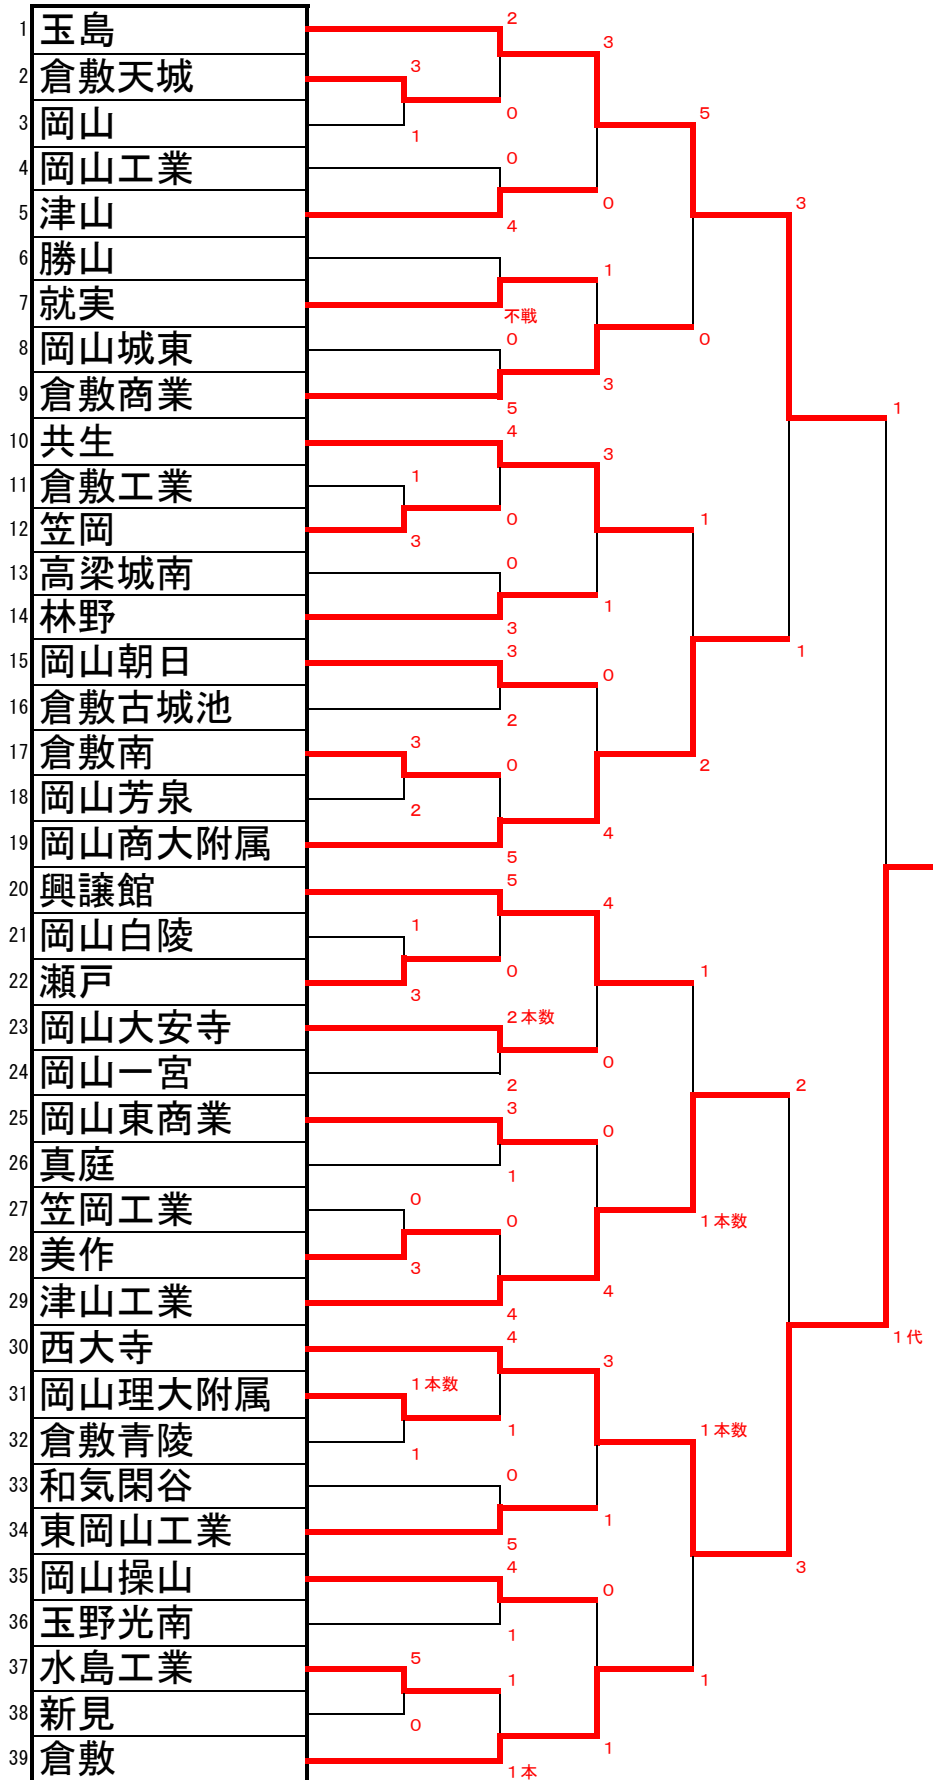 1 玉島
2 倉敷天城
3 岡山
4 岡山工業
5 津山
6 勝山
7 就実
8 岡山城東
9 倉敷商業
10 共生
11 倉敷工業
12 笠岡
13 高梁城南
14 林野
15 岡山朝日
16 倉敷古城池
17 倉敷南
18 岡山芳泉
19 岡山商大附属
20 興譲館
21 岡山白陵
22 瀬戸
23 岡山大安寺
24 岡山一宮
25 岡山東商業
26 真庭
27 笠岡工業
28 美作
29 津山工業
30 西大寺
31 岡山理大附属
32 倉敷青陵
33 和気閑谷
34 東岡山工業
35 岡山操山
36 玉野光南
37 水島工業
38 新見
39 倉敷
3
1
1
3
3
2
1
3
0
3
1本数
1
5
0
2
0
0
4
不戦
0
5
4
0
0
3
3
2
0
5
5
0
2本数
2
3
1
0
4
4
1
0
5
4
1
1
1本
3
0
1
3
3
1
0
4
4
0
0
4
3
1
0
1
5
0
1
2
1
1本数
1本数
1
3
1
2
3
1
1代